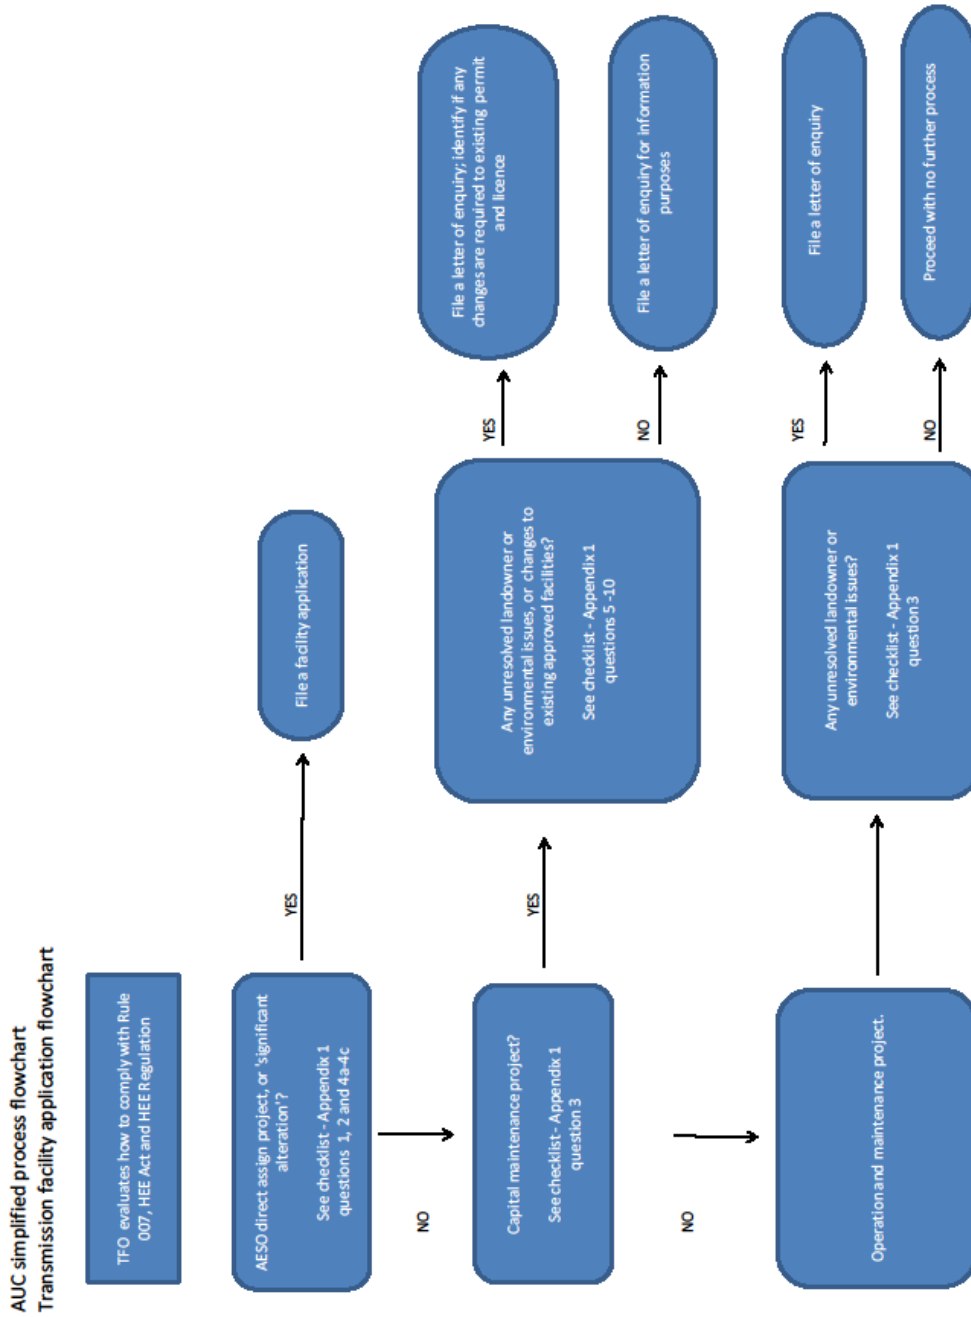 AUC simplified process flowchart
Transmission facility application flowchart
TFO evaluates how to comply with Rule
007, HEE Act and HEE Regulation
AESO direct assign project, or 'significant
alteration'?
See checklist - Appendix 1
questions 1, 2 and 4a-4c
YES
File a facility application
NO
Capital maintenance project?
See checklist - Appendix 1
question 3
YES
Any unresolved landowner or
environmental issues, or changes to
existing approved facilities?
See checklist - Appendix 1
questions 5 -10
YES
File a letter of enquiry; identify if any
changes are required to existing permit
and licence
NO
File a letter of enquiry for information
purposes
NO
Operation and maintenance project.
Any unresolved landowner or
environmental issues?
See checklist - Appendix 1
question 3
YES
File a letter of enquiry
NO
Proceed with no further process